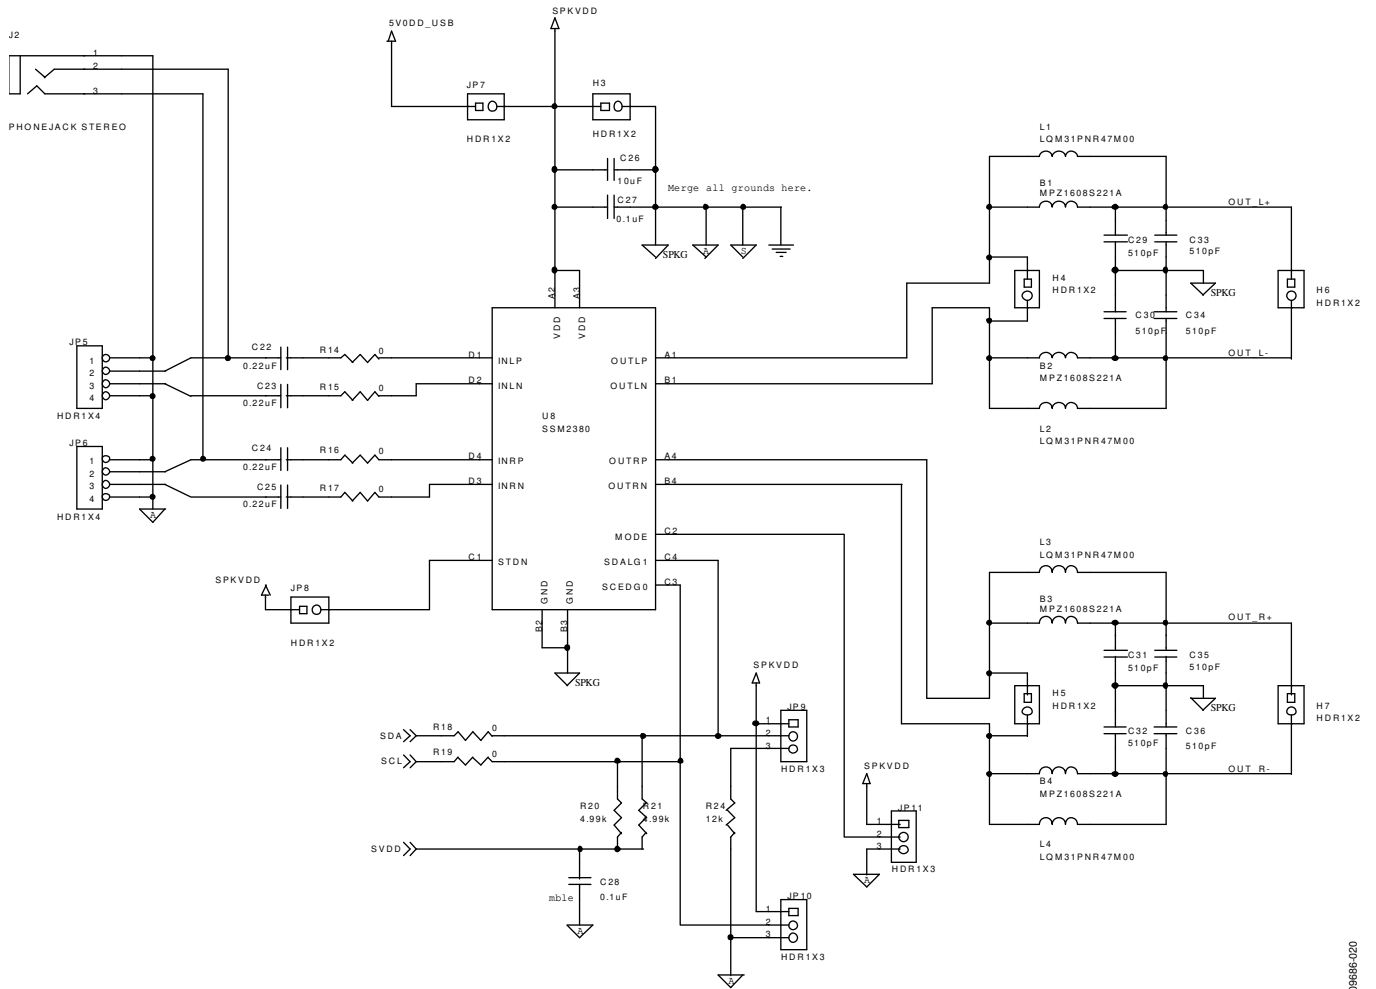 J2
1
2
3
PHONEJACK STEREO
5V0DD_USB
SPKVDD
JP7
HDR1X2
H3
HDR1X2
C26
10uF
C27
0.1uF
Merge all grounds here.
SPKG
A
S
JP5
1
2
3
4
HDR1X4
JP6
1
2
3
4
HDR1X4
A
C22
0.22uF
R14
0
C23
0.22uF
R15
0
C24
0.22uF
R16
0
C25
0.22uF
R17
0
SPKVDD
JP8
HDR1X2
A2
A3
VDD
VDD
D1
INLP
D2
INLN
D4
INRP
D3
INRN
C1
STDN
U8
SSM2380
OUTLP
A1
OUTLN
B1
OUTRP
A4
OUTRN
B4
MODE
C2
SDALG1
C4
SCEDG0
C3
GND
GND
B2
B3
SPKG
L1
LQM31PNR47M00
B1
MPZ1608S221A
OUT_L+
C29
510pF
C33
510pF
H4
HDR1X2
SPKG
H6
HDR1X2
C30
510pF
C34
510pF
OUT_L-
B2
MPZ1608S221A
L2
LQM31PNR47M00
L3
LQM31PNR47M00
B3
MPZ1608S221A
OUT_R+
C31
510pF
C35
510pF
H5
HDR1X2
SPKG
H7
HDR1X2
C32
510pF
C36
510pF
OUT_R-
B4
MPZ1608S221A
L4
LQM31PNR47M00
SDA
R18
0
SCL
R19
0
R20
4.99k
R21
4.99k
R24
12k
SVDD
C28
0.1uF
mble
A
SPKVDD
JP9
1
2
3
HDR1X3
SPKVDD
JP11
1
2
3
HDR1X3
A
JP10
1
2
3
HDR1X3
A
09686-020